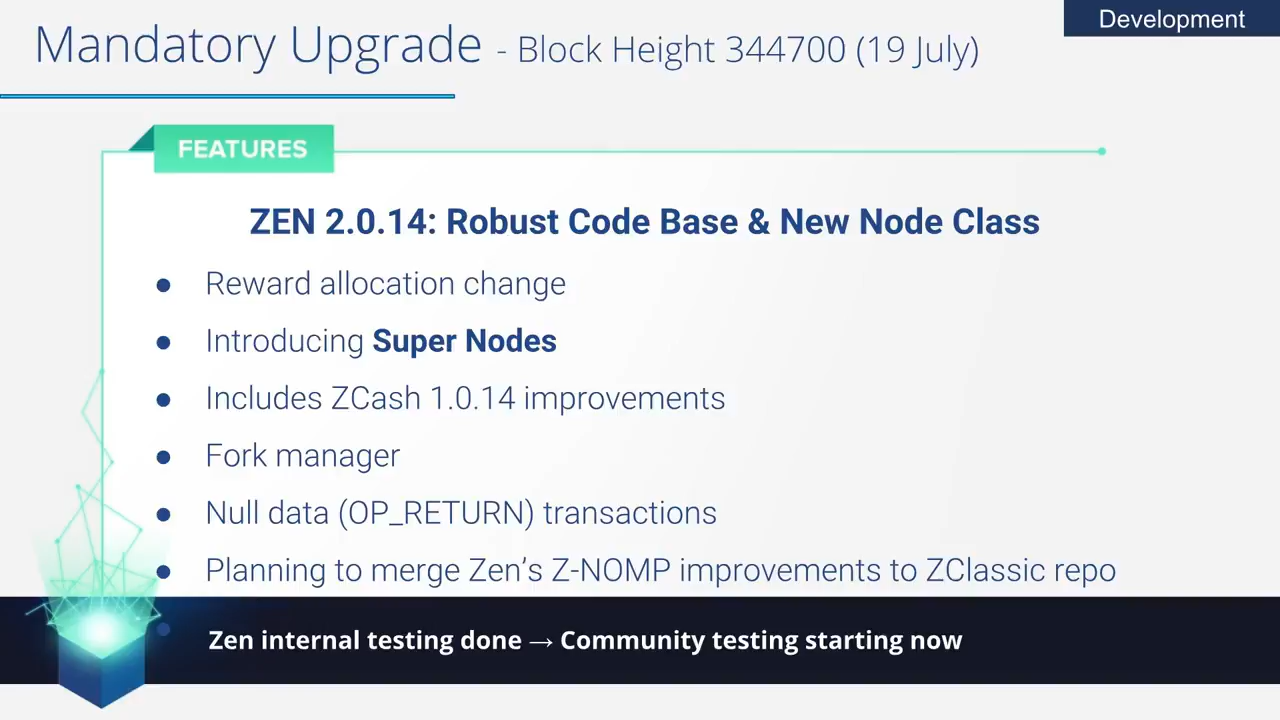 Development
Mandatory Upgrade - Block Height 344700 (19 July)
FEATURES
ZEN 2.0.14: Robust Code Base & New Node Class
● Reward allocation change
● Introducing Super Nodes
● Includes ZCash 1.0.14 improvements
● Fork manager
● Null data (OP_RETURN) transactions
● Planning to merge Zen’s Z-NOMP improvements to ZClassic repo
Zen internal testing done → Community testing starting now